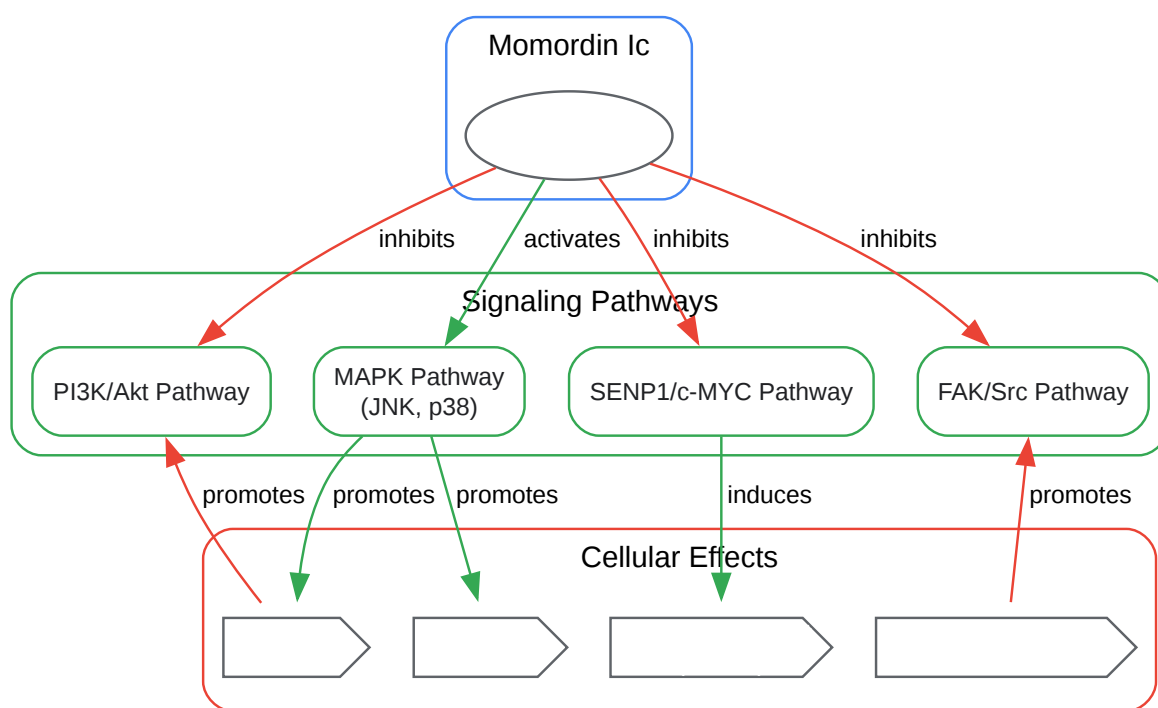 Momordin Ic
inhibits
activates
inhibits
inhibits
Signaling Pathways
PI3K/Akt Pathway
MAPK Pathway
(JNK, p38)
SENP1/c-MYC Pathway
FAK/Src Pathway
promotes
promotes
promotes
induces
promotes
Cellular Effects